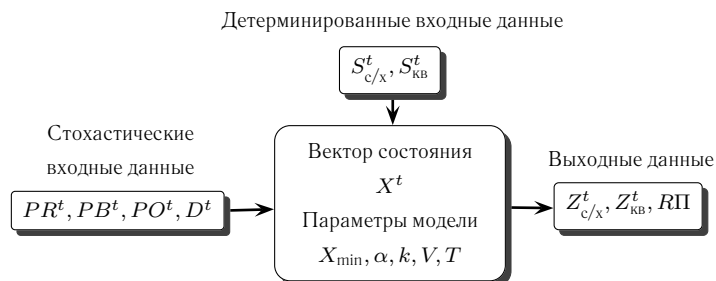 Детерминированные входные данные
S^t_{с/х}, S^t_{кв}
Стохастические
входные данные
PR^t, PB^t, PO^t, D^t
Вектор состояния
X^t
Параметры модели
X_{min}, α, k, V, T
Выходные данные
Z^t_{с/х}, Z^t_{кв}, RП